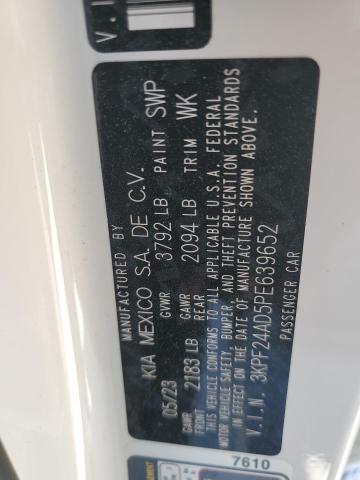 V.I
MANUFACTURED BY
KIA MEXICO S.A. DE C.V.
05/23 GVWR 3792 LB PAINT SWP
GAWR FRONT 2183 LB GAWR REAR 2094 LB TRIM WK
THIS VEHICLE CONFORMS TO ALL APPLICABLE U.S.A. FEDERAL
MOTOR VEHICLE SAFETY, BUMPER, AND THEFT PREVENTION STANDARDS
IN EFFECT ON THE DATE OF MANUFACTURE SHOWN ABOVE.
V.I.N. 3KPF24AD5PE639652
PASSENGER CAR
7610